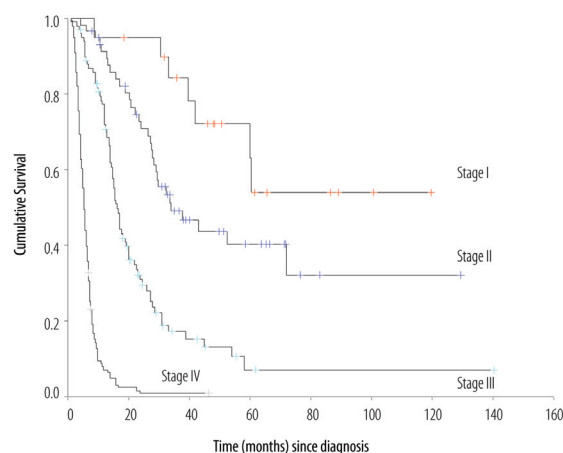 1.0
0.8
0.6
0.4
0.2
0.0
Cumulative Survival
Stage I
Stage II
Stage III
Stage IV
0 20 40 60 80 100 120 140 160
Time (months) since diagnosis